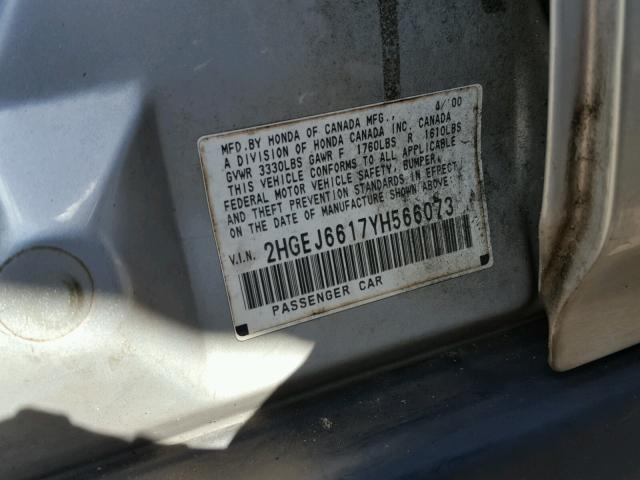 MFD.BY HONDA OF CANADA MFG., 8/'00
A DIVISION OF HONDA CANADA INC, CANADA
GVWR 3330LBS GAWR F 1760LBS R 1610LBS
THIS VEHICLE CONFORMS TO ALL APPLICABLE
FEDERAL MOTOR VEHICLE SAFETY, BUMPER,
AND THEFT PREVENTION STANDARDS IN EFFECT
ON THE DATE OF MANUFACTURE SHOWN ABOVE.
V.I.N. 2HGEJ6617YH566073
PASSENGER CAR